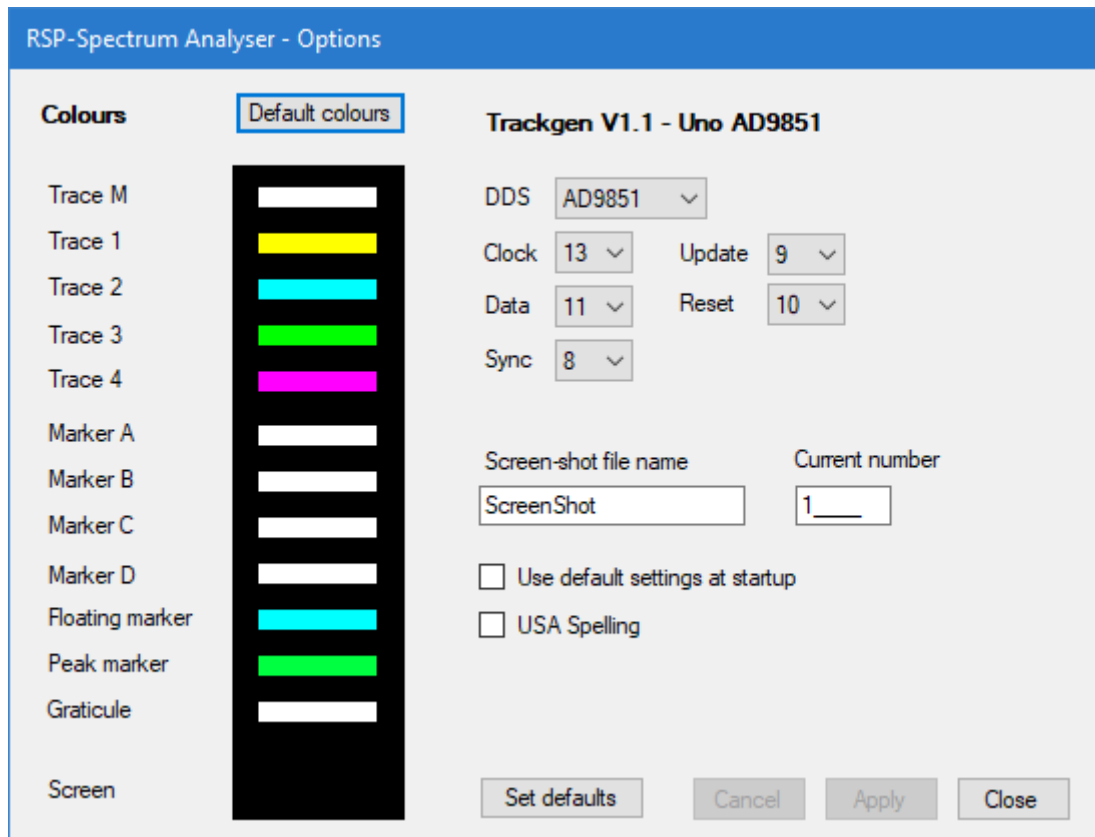 RSP-Spectrum Analyser - Options
Colours
Default colours
Trace M
Trace 1
Trace 2
Trace 3
Trace 4
Marker A
Marker B
Marker C
Marker D
Floating marker
Peak marker
Graticule
Screen
Trackgen V1.1 - Uno AD9851
DDS AD9851
Clock 13 Update 9
Data 11 Reset 10
Sync 8
Screen-shot file name Current number
ScreenShot 1____
Use default settings at startup
USA Spelling
Set defaults Cancel Apply Close